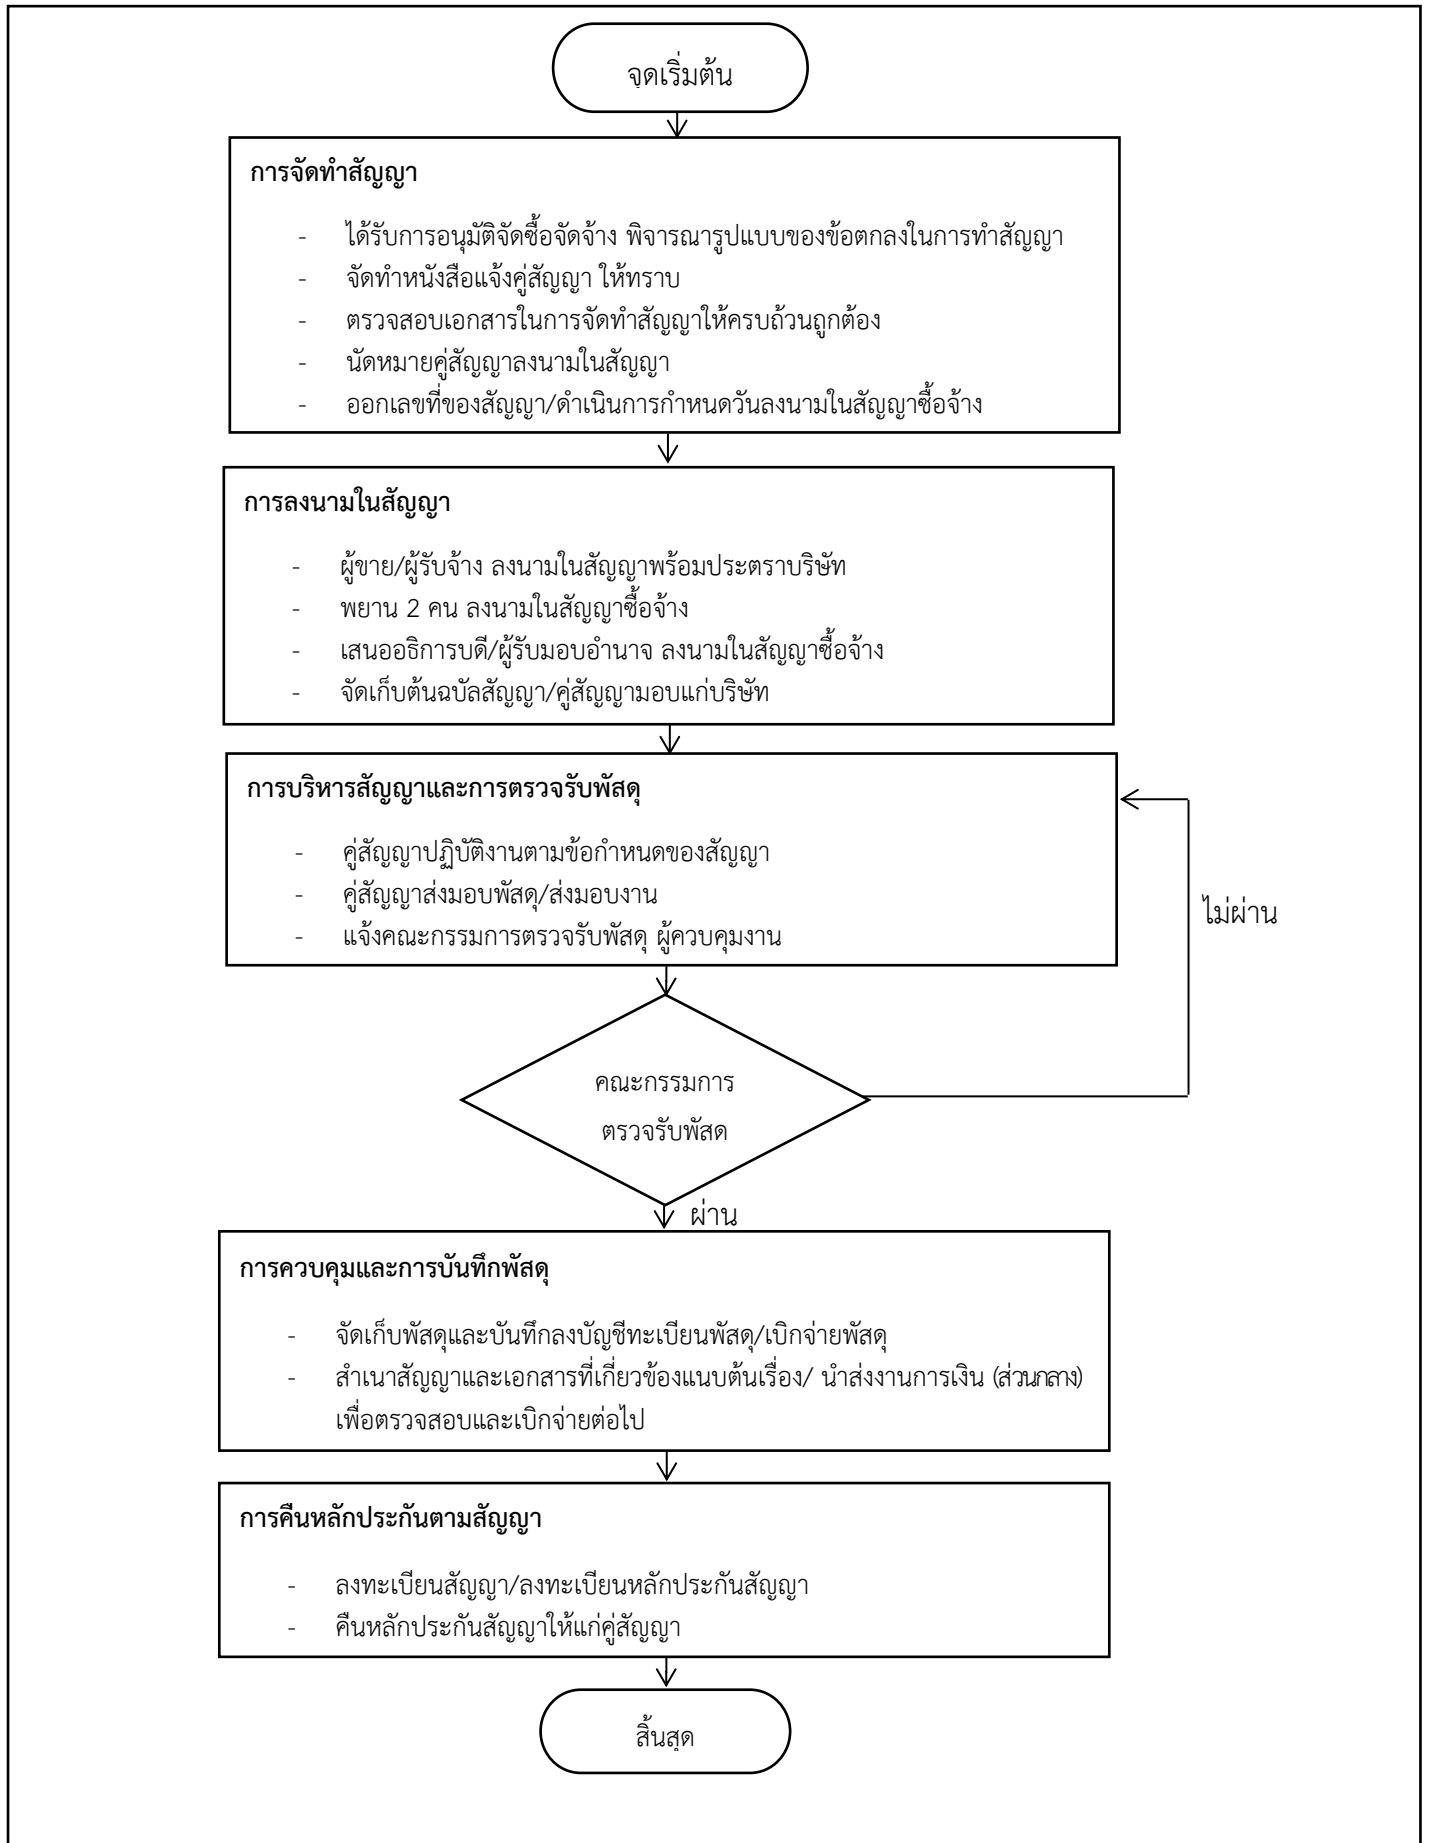 จุดเริ่มต้น
การจัดทำสัญญา
- ได้รับการอนุมัติจัดซื้อจัดจ้าง พิจารณารูปแบบของข้อตกลงในการทำสัญญา
- จัดทำหนังสือแจ้งคู่สัญญา ให้ทราบ
- ตรวจสอบเอกสารในการจัดทำสัญญาให้ครบถ้วนถูกต้อง
- นัดหมายคู่สัญญาลงนามในสัญญา
- ออกเลขที่ของสัญญา/ดำเนินการกำหนดวันลงนามในสัญญาซื้อจ้าง
การลงนามในสัญญา
- ผู้ขาย/ผู้รับจ้าง ลงนามในสัญญาพร้อมประตราบริษัท
- พยาน 2 คน ลงนามในสัญญาซื้อจ้าง
- เสนออธิการบดี/ผู้รับมอบอำนาจ ลงนามในสัญญาซื้อจ้าง
- จัดเก็บต้นฉบัลสัญญา/คู่สัญญามอบแก่บริษัท
การบริหารสัญญาและการตรวจรับพัสดุ
- คู่สัญญาปฏิบัติงานตามข้อกำหนดของสัญญา
- คู่สัญญาส่งมอบพัสดุ/ส่งมอบงาน
- แจ้งคณะกรรมการตรวจรับพัสดุ ผู้ควบคุมงาน
ไม่ผ่าน
คณะกรรมการ
ตรวจรับพัสด
ผ่าน
การควบคุมและการบันทึกพัสดุ
- จัดเก็บพัสดุและบันทึกลงบัญชีทะเบียนพัสดุ/เบิกจ่ายพัสดุ
- สำเนาสัญญาและเอกสารที่เกี่ยวข้องแนบต้นเรื่อง/ นำส่งงานการเงิน (ส่วนกลาง)
เพื่อตรวจสอบและเบิกจ่ายต่อไป
การคืนหลักประกันตามสัญญา
- ลงทะเบียนสัญญา/ลงทะเบียนหลักประกันสัญญา
- คืนหลักประกันสัญญาให้แก่คู่สัญญา
สิ้นสุด